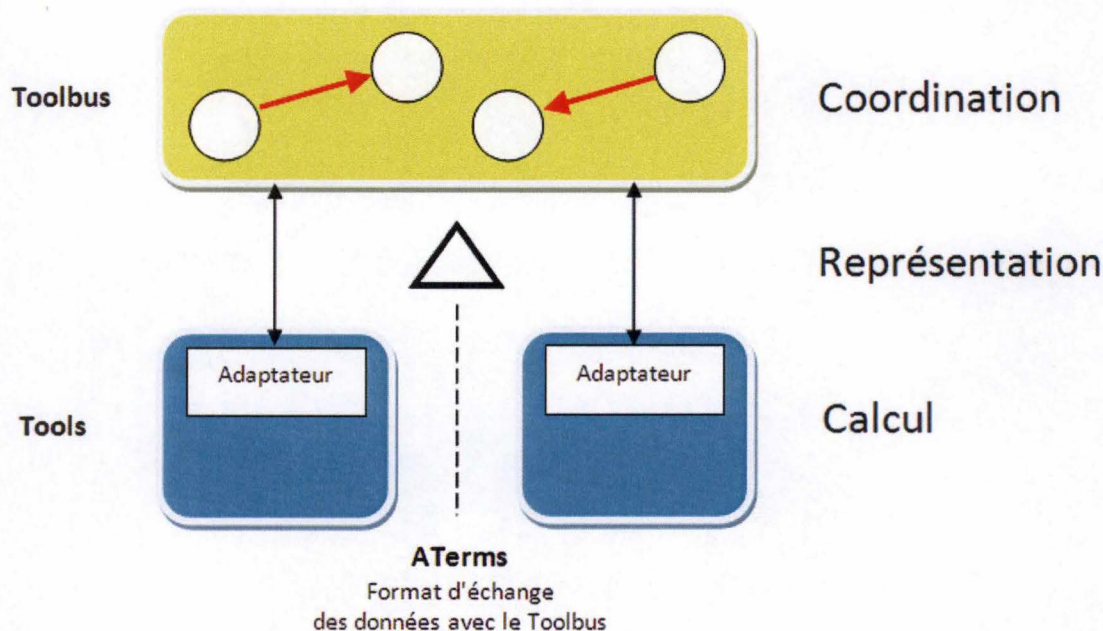 Toolbus
Coordination
Représentation
Adaptateur
Adaptateur
Tools
Calcul
ATerms
Format d'échange
des données avec le Toolbus